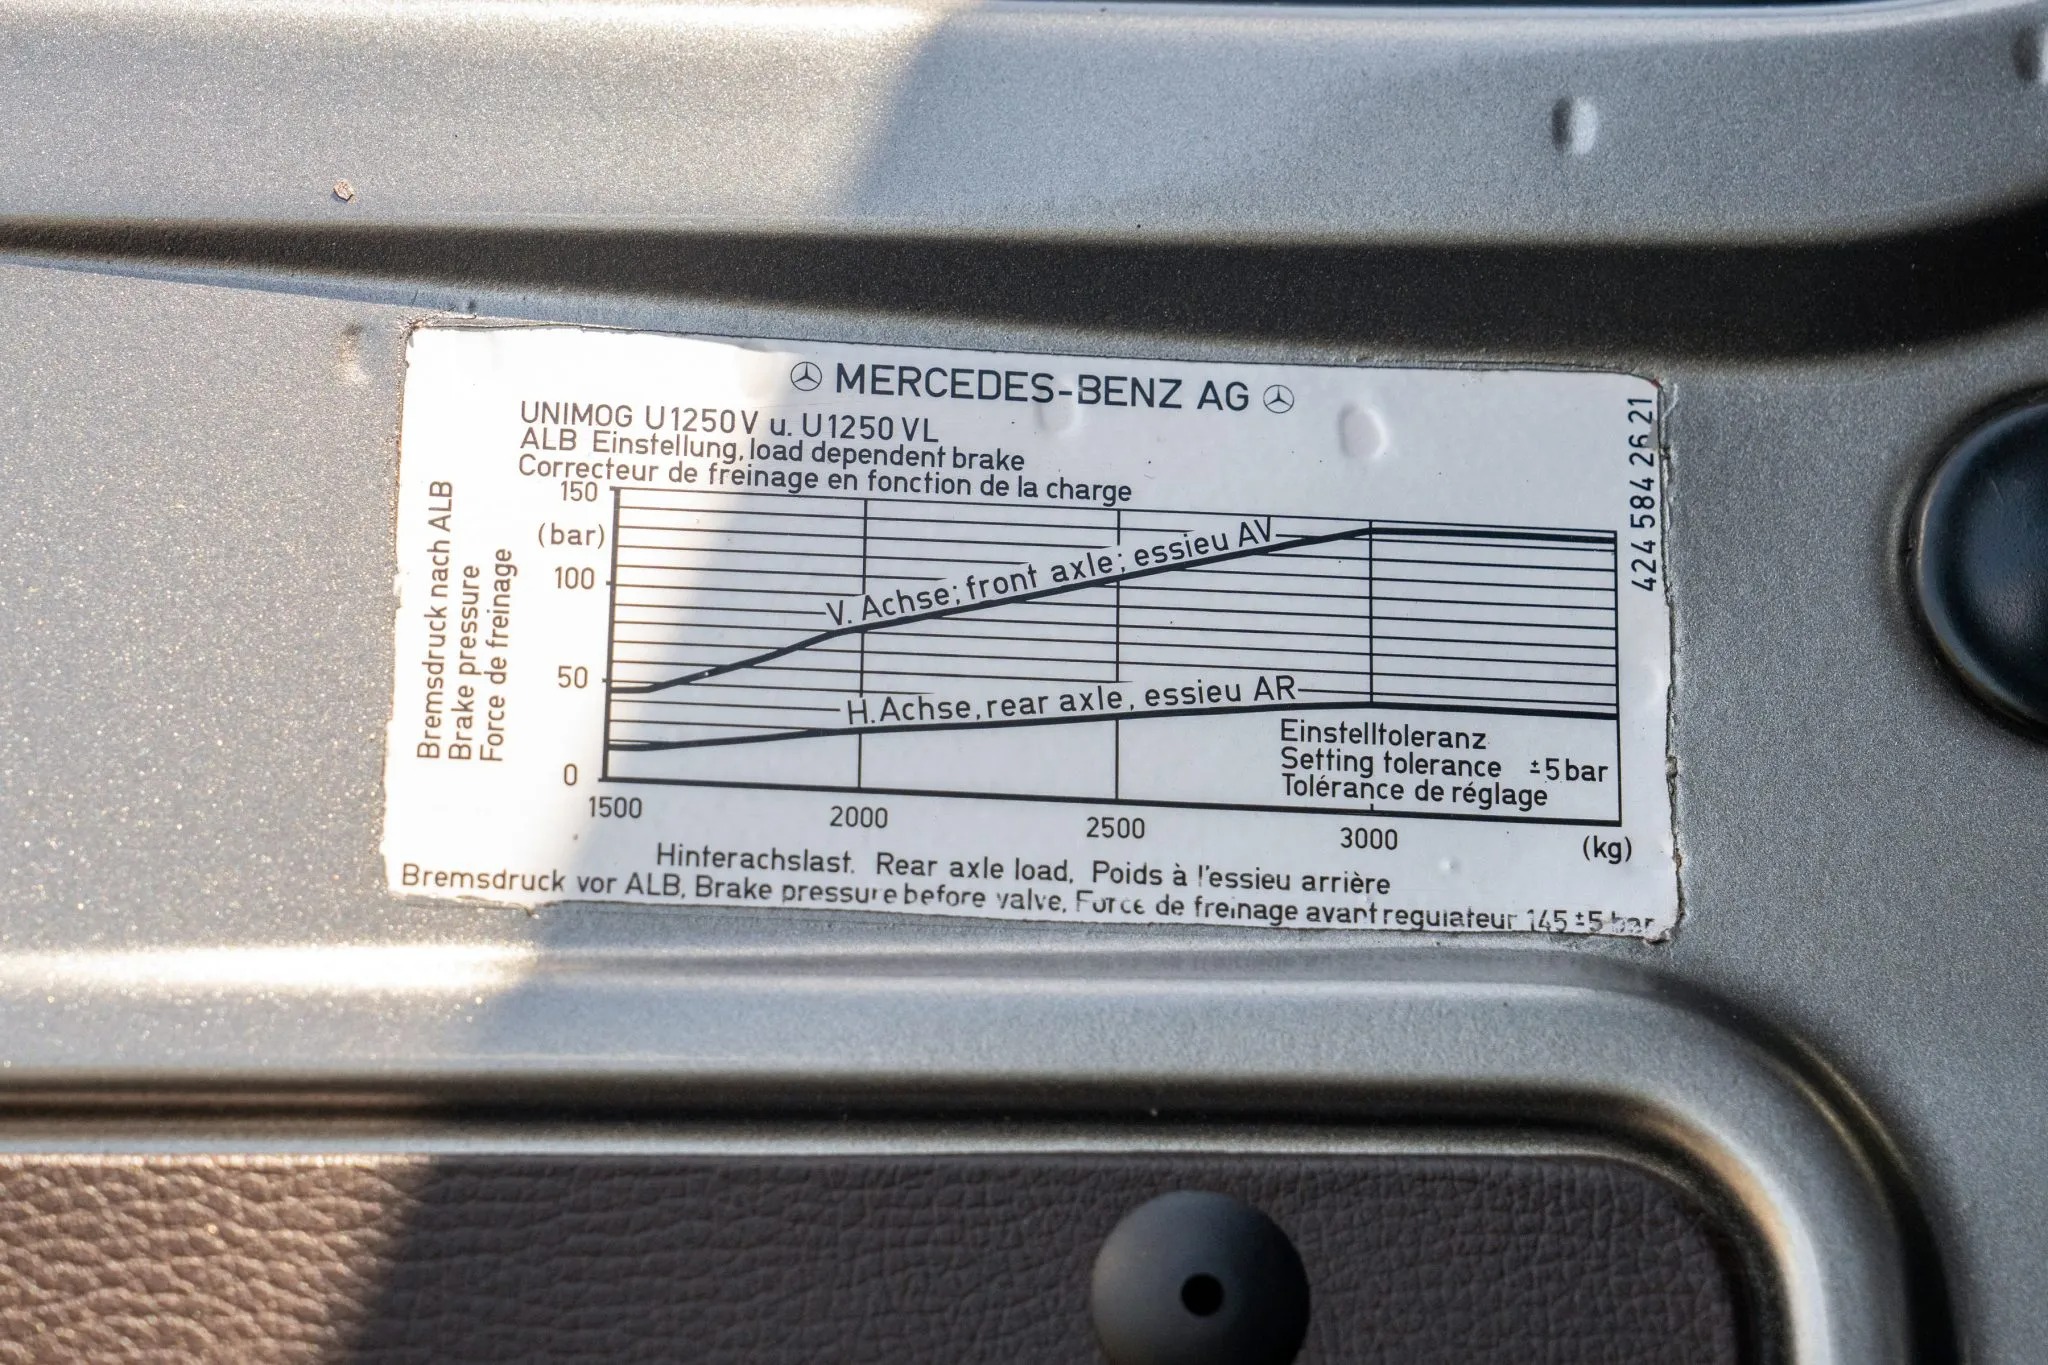 MERCEDES-BENZ AG
UNIMOG U1250V u. U1250 VL
ALB Einstellung, load dependent brake
Correcteur de freinage en fonction de la charge
424 584 26 21
Bremsdruck nach ALB
Brake pressure
Force de freinage
150
(bar)
100
50
0
V. Achse; front axle; essieu AV
H.Achse, rear axle, essieu AR
Einstelltoleranz
Setting tolerance ±5 bar
Tolérance de réglage
1500 2000 2500 3000 (kg)
Hinterachslast. Rear axle load, Poids à l'essieu arrière
Bremsdruck vor ALB, Brake pressure before valve, Force de freinage avant regulateur 145 ±5 bar